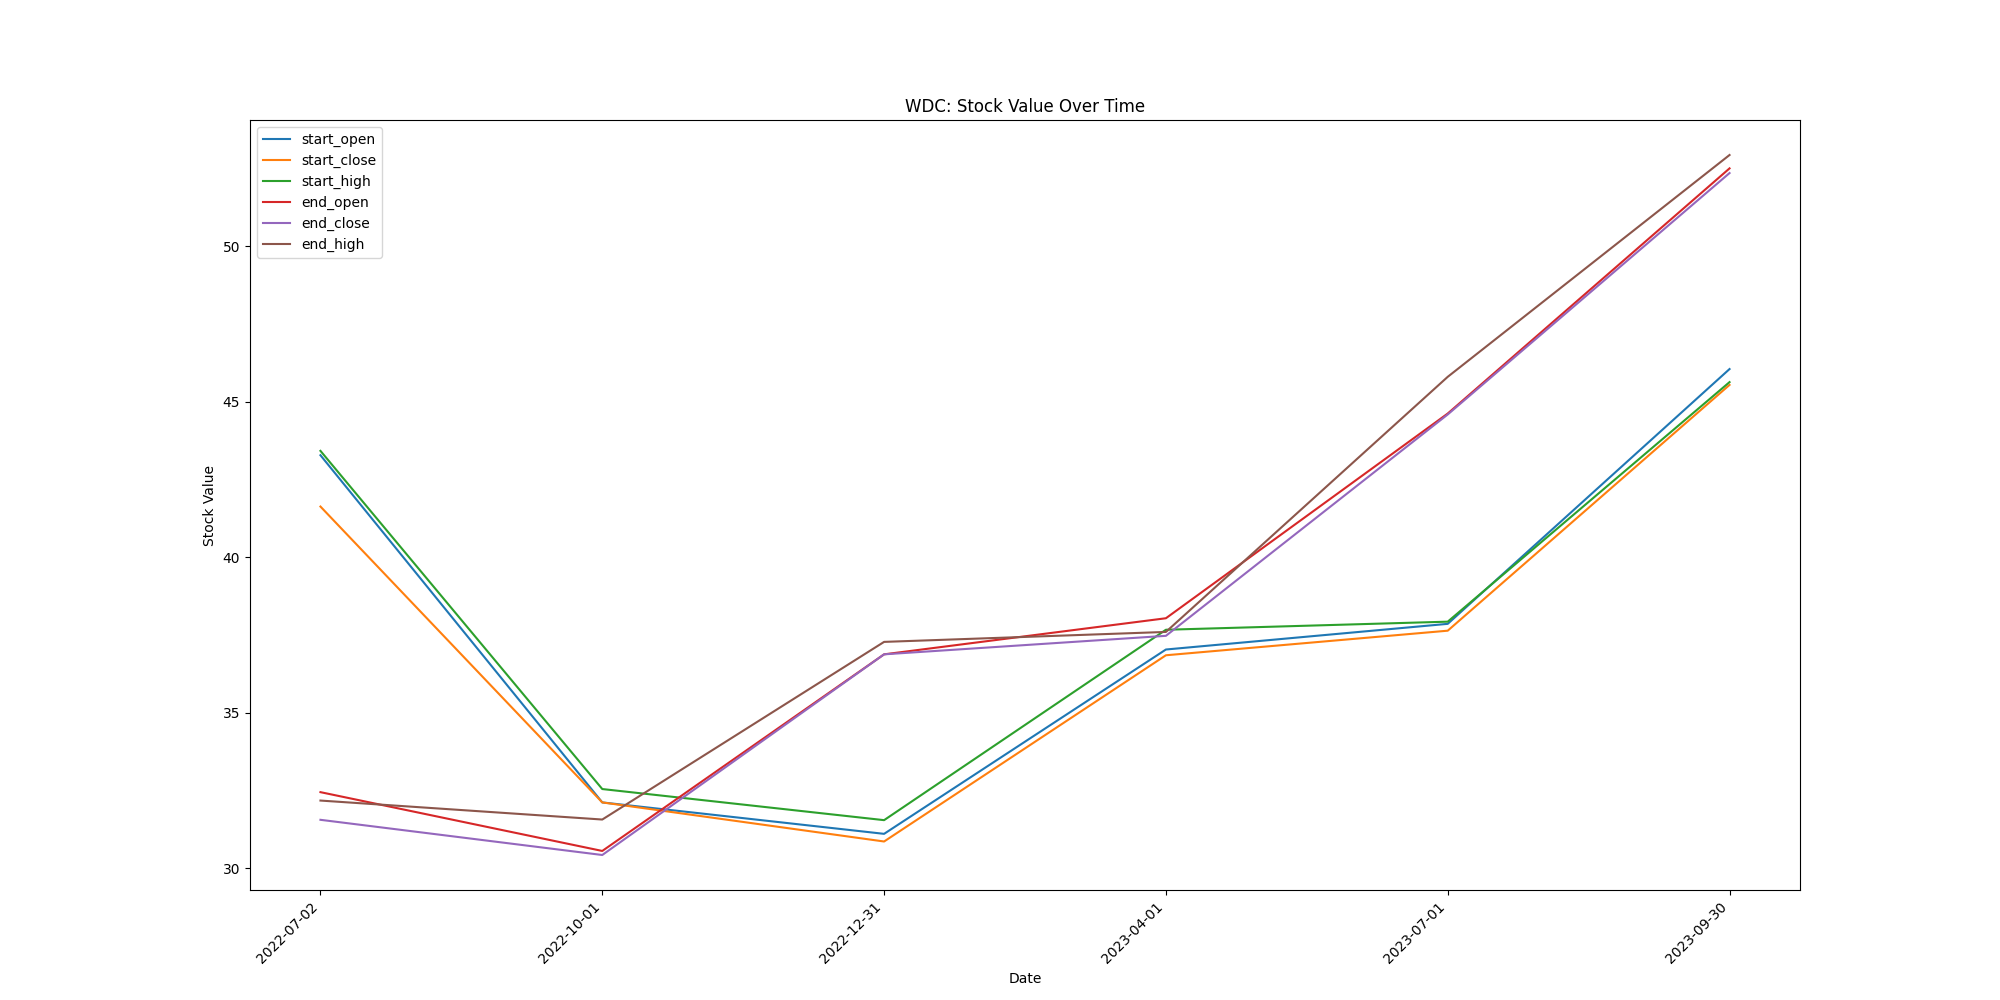 WDC: Stock Value Over Time
start_open
start_close
start_high
end_open
end_close
end_high
50
45
40
35
30
Stock Value
2022-07-02
2022-10-01
2022-12-31
2023-04-01
2023-07-01
2023-09-30
Date